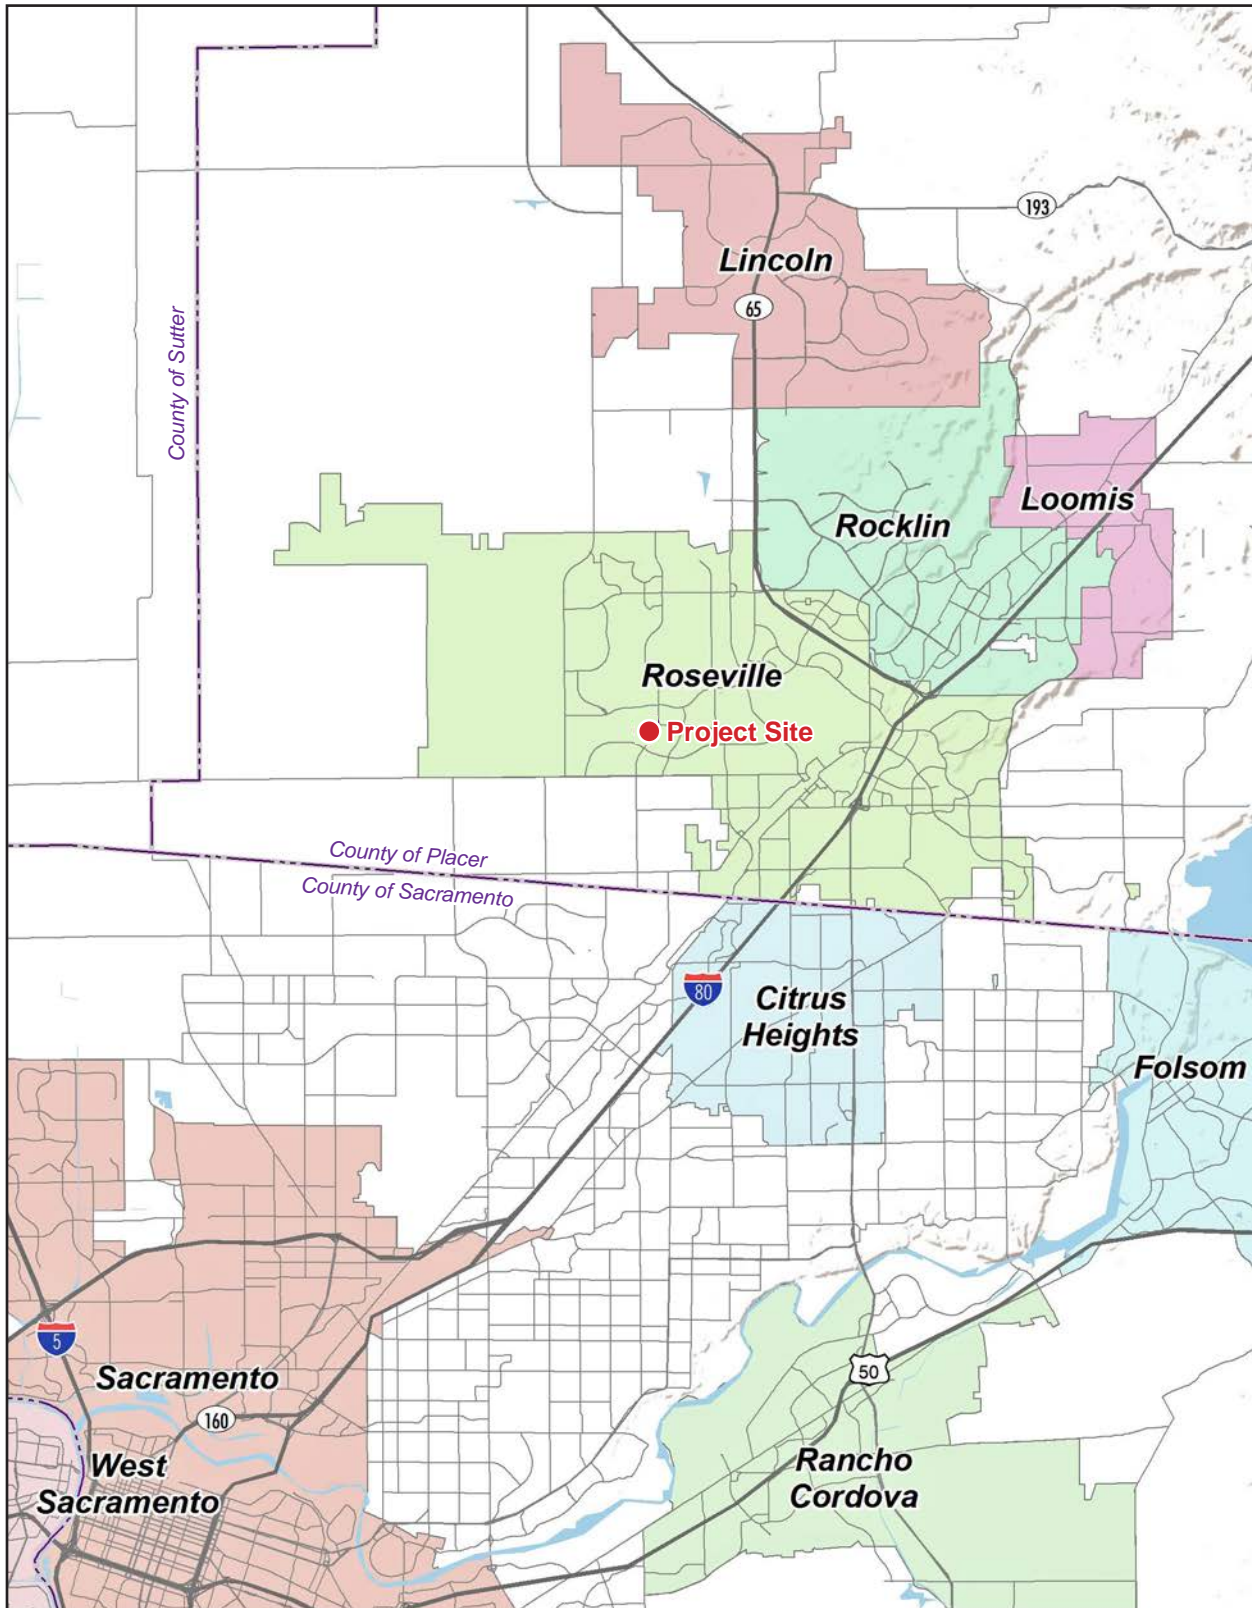 193
Lincoln
65
County of Sutter
Loomis
Rocklin
Roseville
Project Site
County of Placer
County of Sacramento
80
Citrus
Heights
Folsom
5
Sacramento
50
160
West
Sacramento
Rancho
Cordova